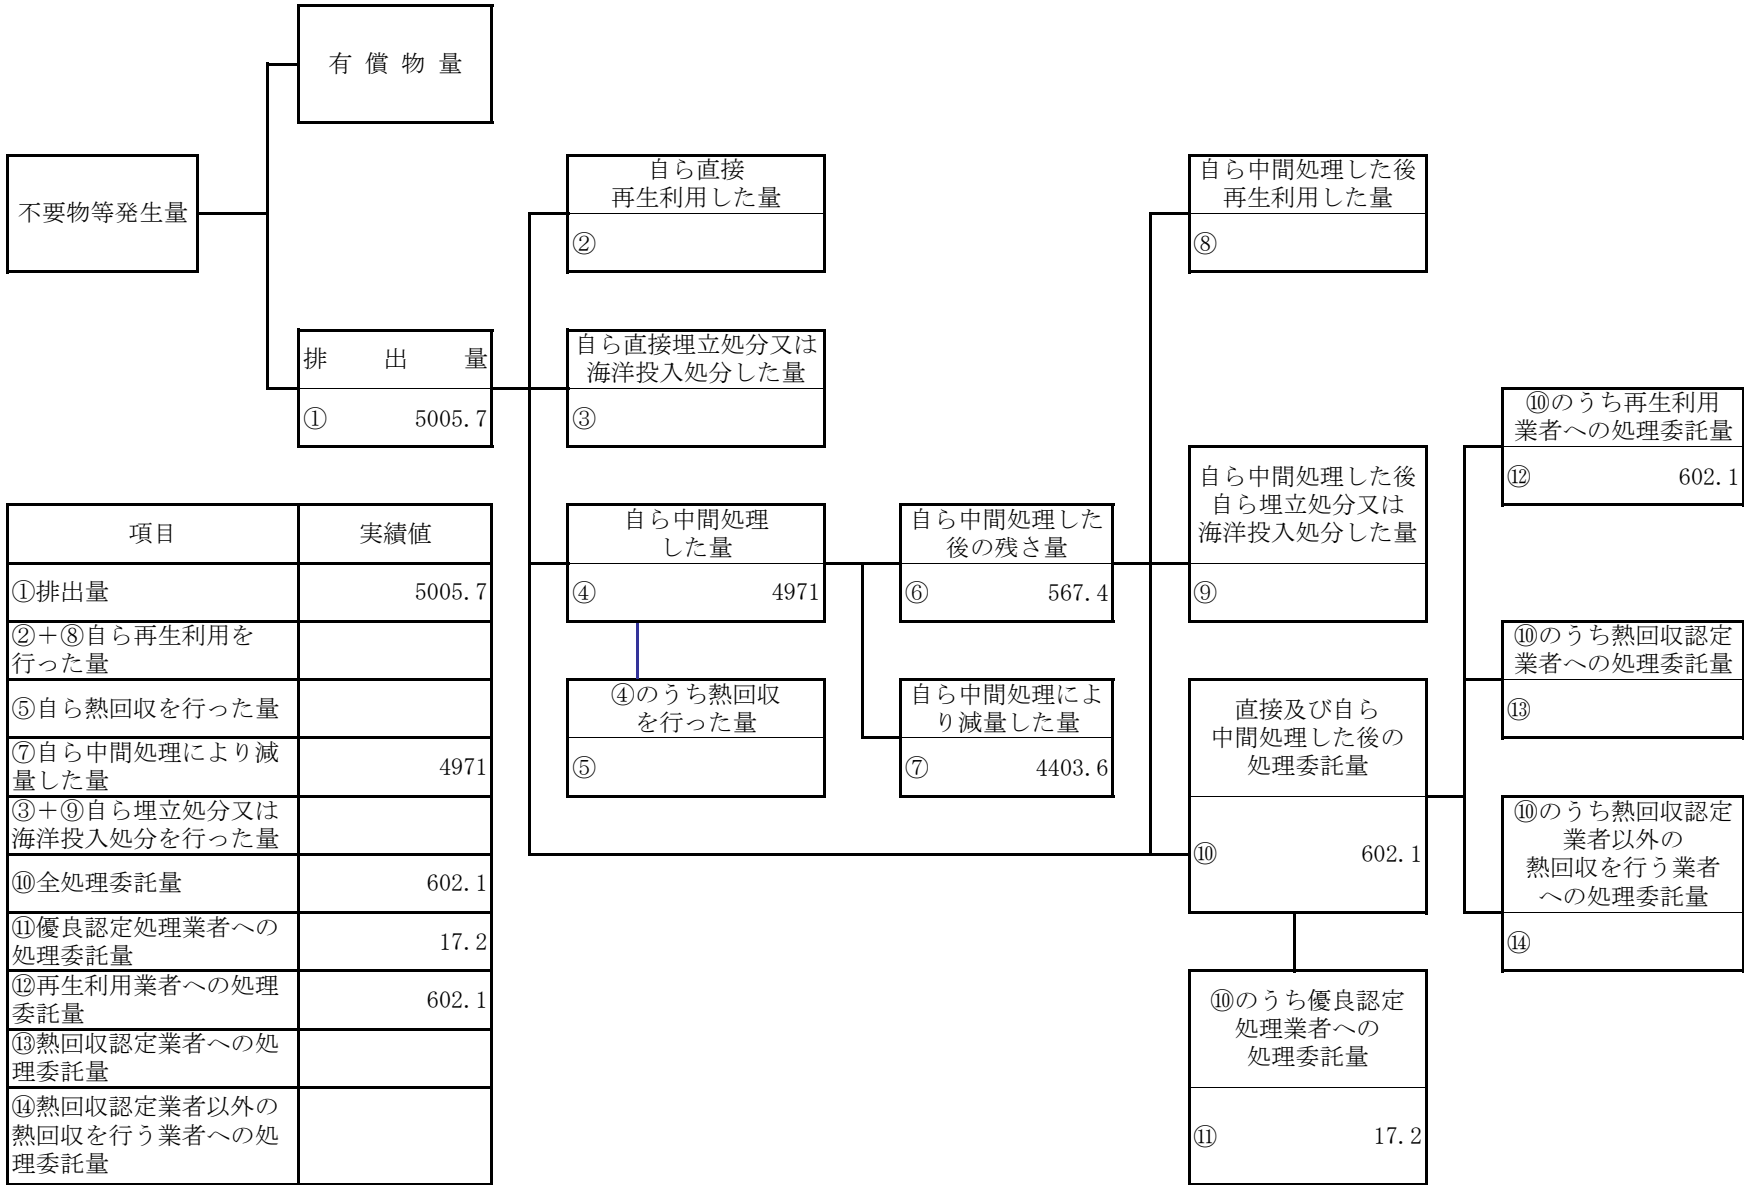 有償物量
不要物等発生量
自ら直接
再生利用した量
②
自ら中間処理した後
再生利用した量
⑧
排出量
① 5005.7
自ら直接埋立処分又は
海洋投入処分した量
③
⑩のうち再生利用
業者への処理委託量
⑫ 602.1
自ら中間処理した後
自ら埋立処分又は
海洋投入処分した量
⑨
自ら中間処理
した量
④ 4971
自ら中間処理した
後の残さ量
⑥ 567.4
⑩のうち熱回収認定
業者への処理委託量
⑬
④のうち熱回収
を行った量
⑤
自ら中間処理によ
り減量した量
⑦ 4403.6
直接及び自ら
中間処理した後の
処理委託量
⑩ 602.1
⑩のうち熱回収認定
業者以外の
熱回収を行う業者
への処理委託量
⑭
⑩のうち優良認定
処理業者への
処理委託量
⑪ 17.2
項目 実績値
①排出量 5005.7
②+⑧自ら再生利用を
行った量
⑤自ら熱回収を行った量
⑦自ら中間処理により減
量した量 4971
③+⑨自ら埋立処分又は
海洋投入処分を行った量
⑩全処理委託量 602.1
⑪優良認定処理業者への
処理委託量 17.2
⑫再生利用業者への処理
委託量 602.1
⑬熱回収認定業者への処
理委託量
⑭熱回収認定業者以外の
熱回収を行う業者への処
理委託量